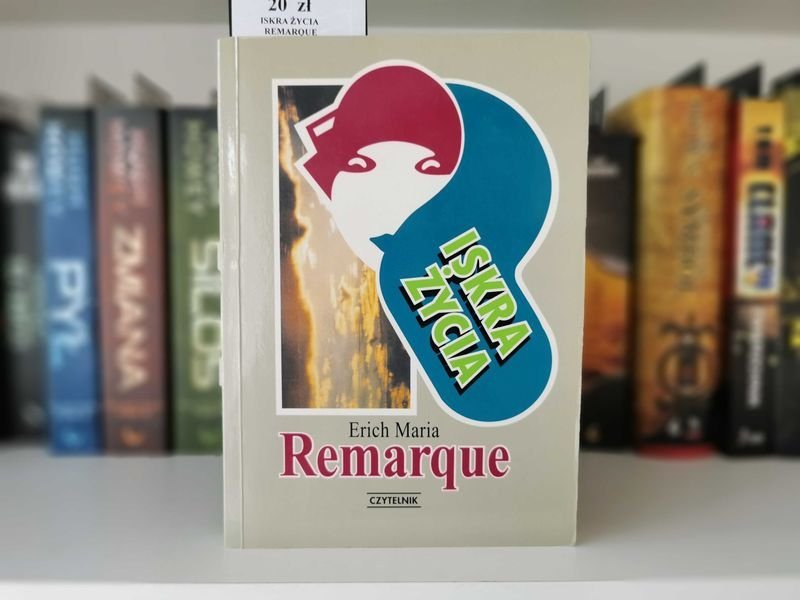 20 zł
ISKRA ŻYCIA
REMARQUE
ISKRA
ŻYCIA
Erich Maria
Remarque
CZYTELNIK
PYŁ
ZMIANA
SILOS